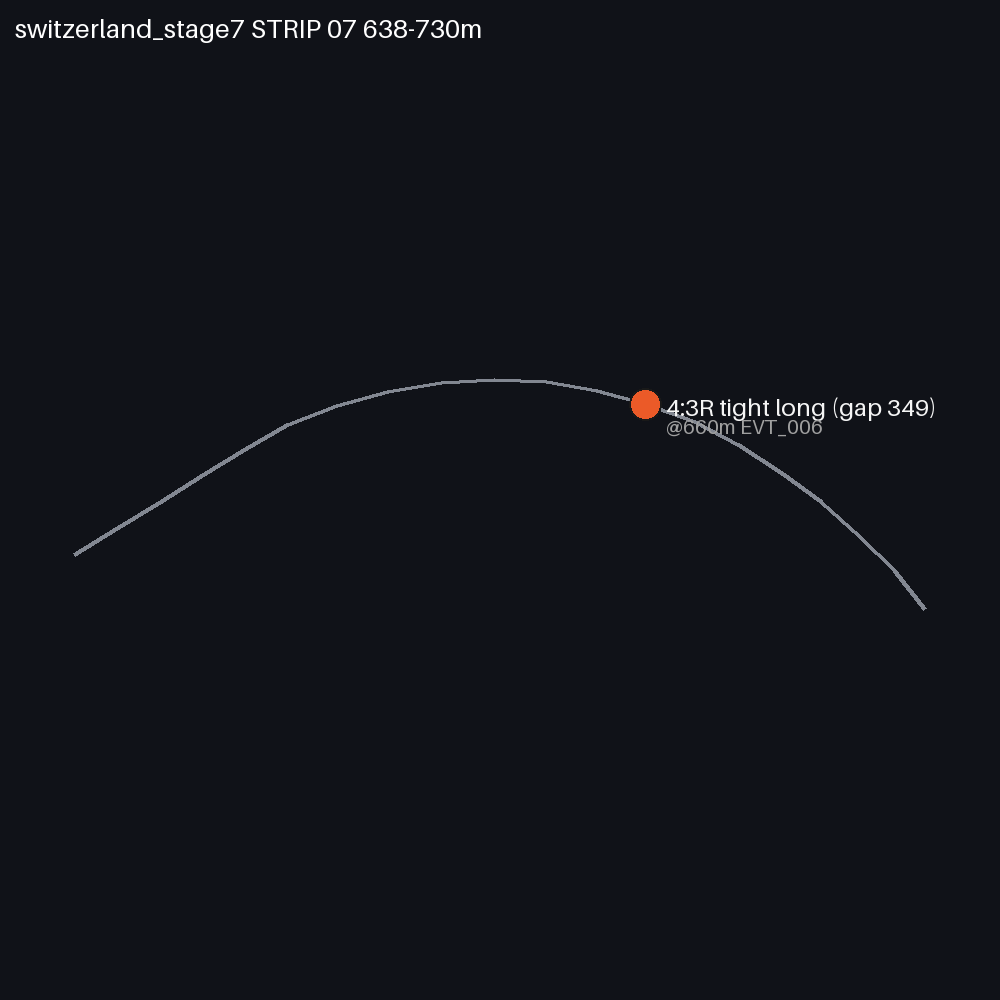 switzerland_stage7 STRIP 07 638-730m
4:3R tight long (gap 349)
@660m EVT_006